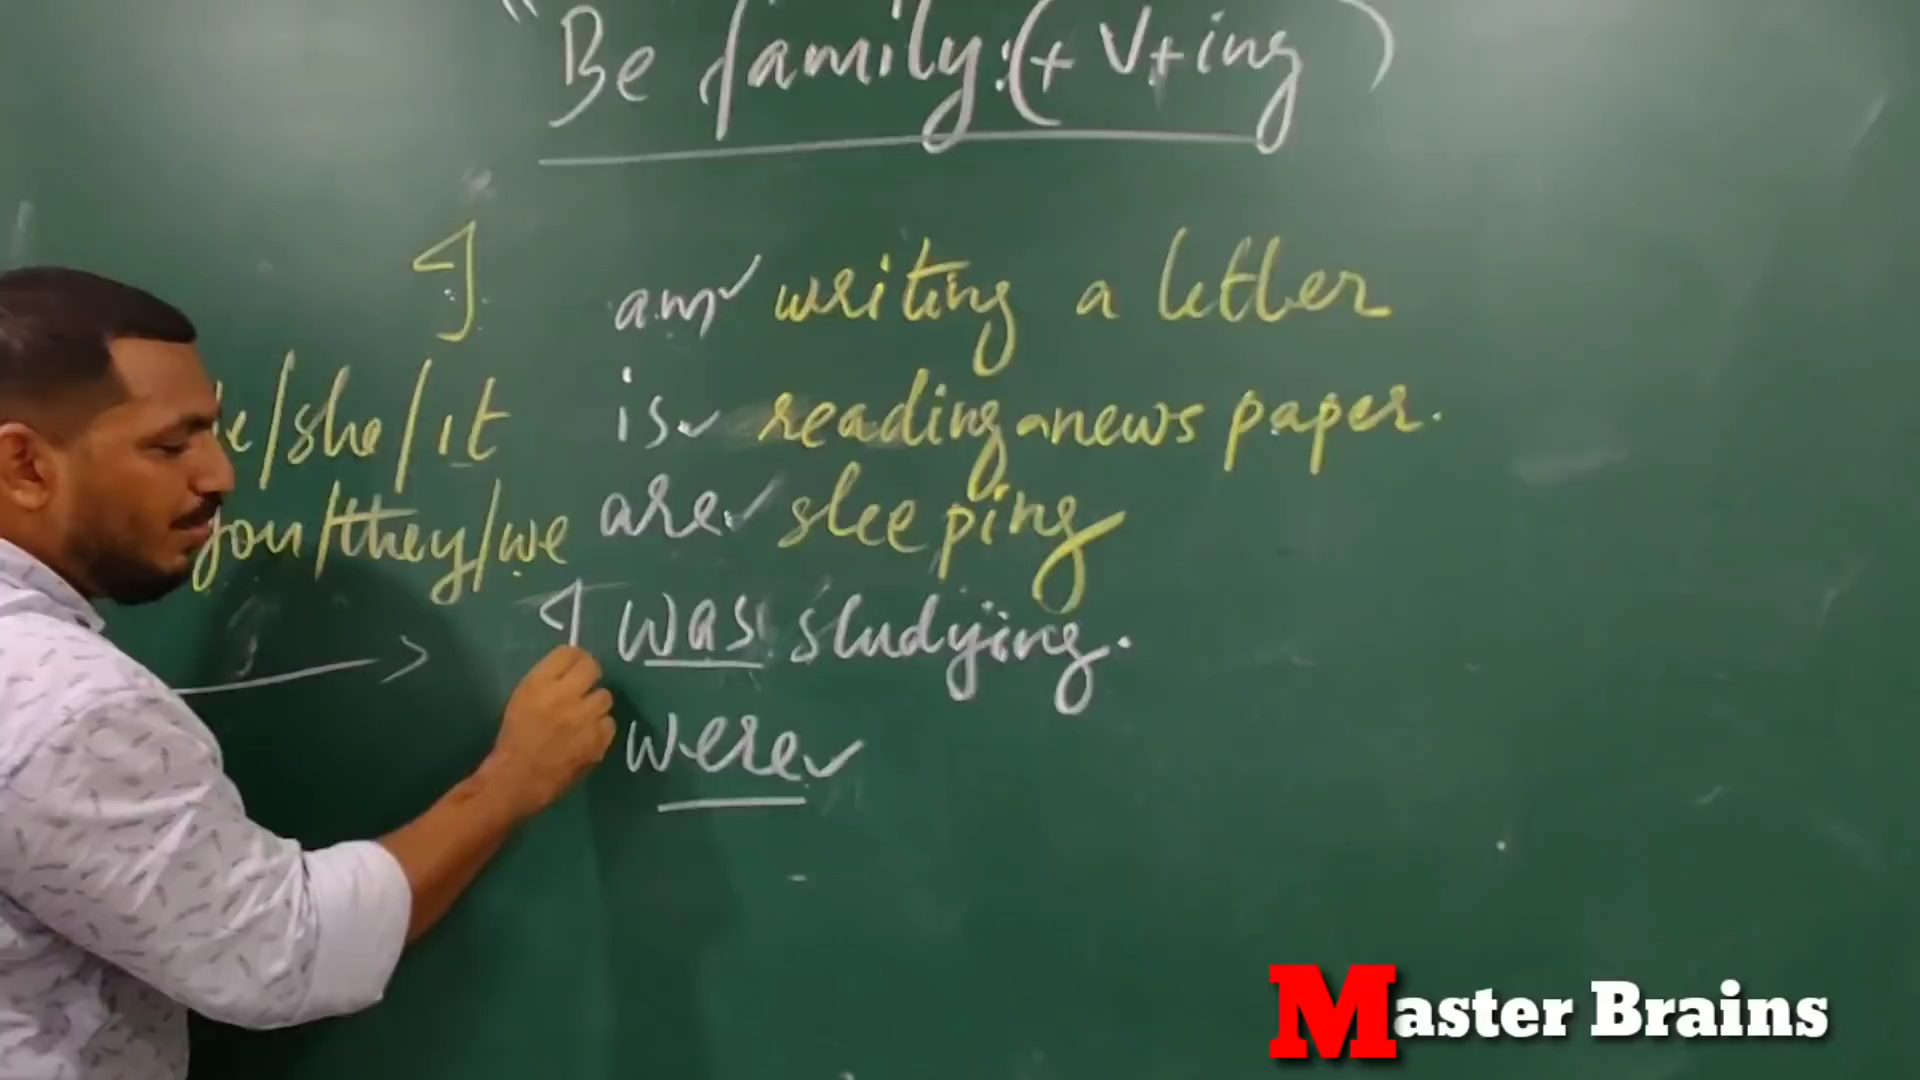 "Be family:(+ V+ing)
I am writing a letter
/she/it is reading a news paper.
you/they/we are sleeping
I was studying.
were
Master Brains